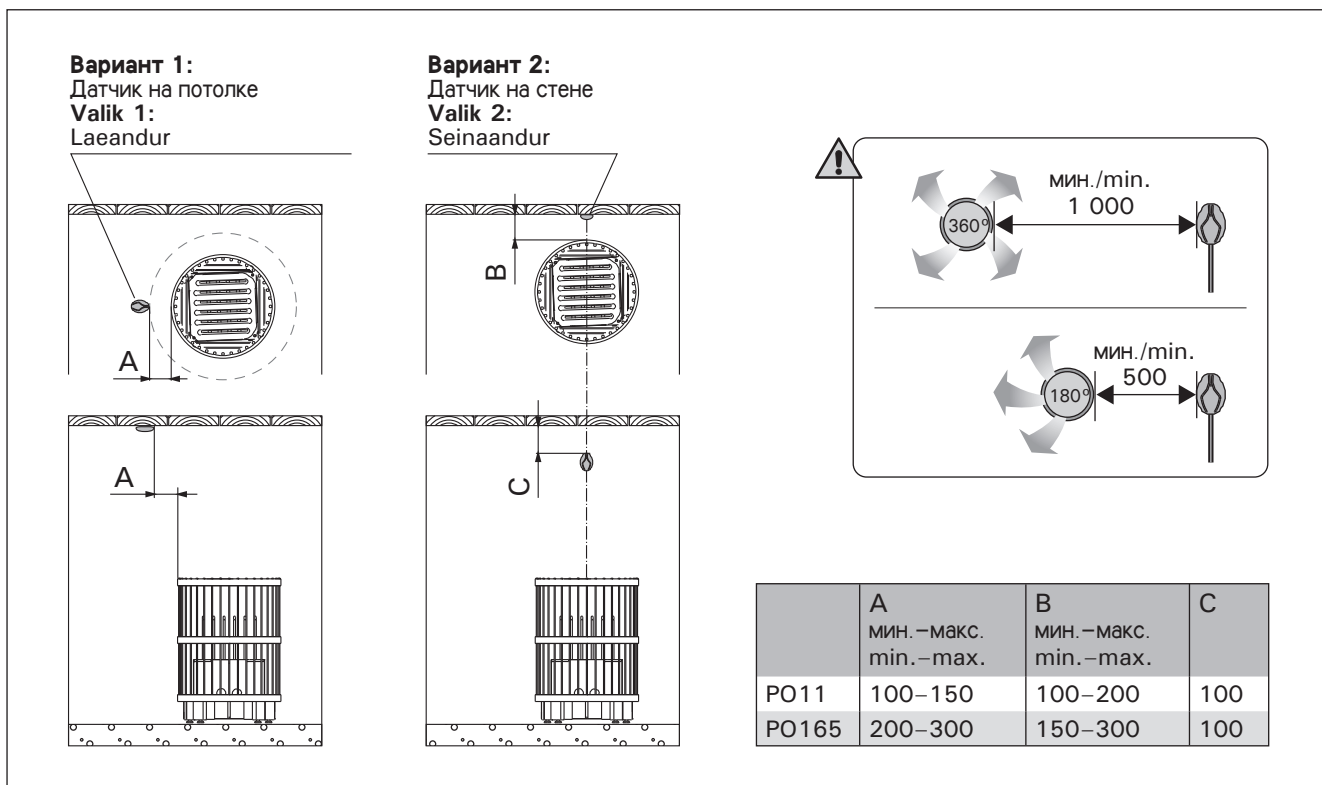 Вариант 1:
Датчик на потолке
Valik 1:
Laeandur
Вариант 2:
Датчик на стене
Valik 2:
Seinaandur
A
B
A
C
360°
мин./min.
1 000
180°
мин./min.
500
A B C
мин.–макс. мин.–макс.
min.–max. min.–max.
PO11 100–150 100–200 100
PO165 200–300 150–300 100